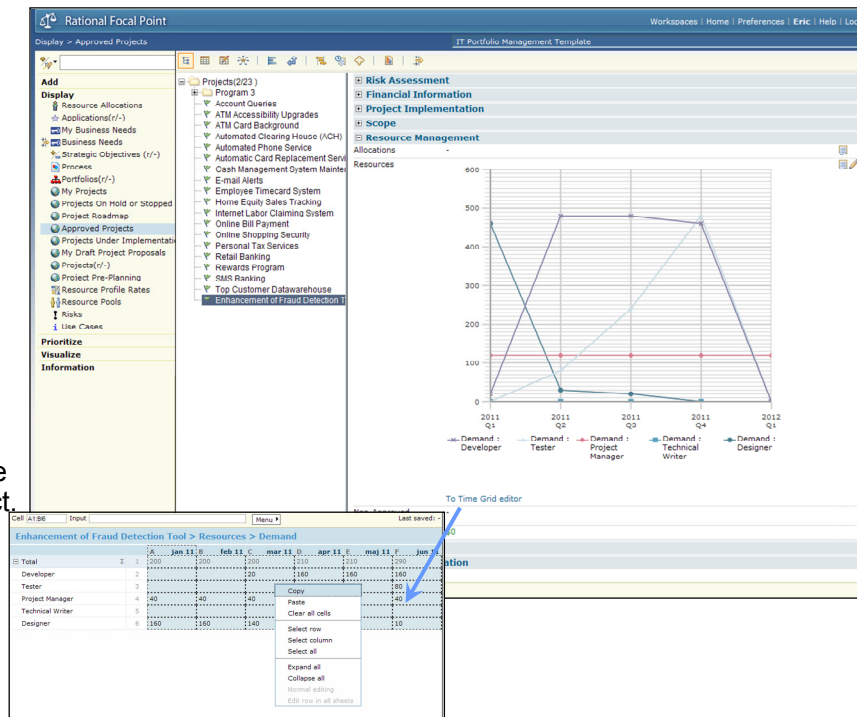 Rational Focal Point
Workspaces | Home | Preferences | Eric | Help |
Display > Approved Projects
IT Portfolio Management Template
Add
Display
Resource Allocations
Applications(r/-)
My Business Needs
Business Needs
Strategic Objectives (r/-)
Process
Portfolios(r/-)
My Projects
Projects On Hold or Stopped
Project Roadmap
Approved Projects
Projects Under Implementati
My Draft Project Proposals
Projects(r/-)
Project Pre-Planning
Resource Profile Rates
Resource Pools
Risks
Use Cases
Prioritize
Visualize
Information
Projects(2/23 )
Program 3
Account Queries
ATM Accessibility Upgrades
ATM Card Background
Automated Clearing House (ACH)
Automated Phone Service
Automatic Card Replacement Servi
Cash Management System Mainter
E-mail Alerts
Employee Timecard System
Home Equity Sales Tracking
Internet Labor Claiming System
Online Bill Payment
Online Shopping Security
Personal Tax Services
Retail Banking
Rewards Program
SMS Banking
Top Customer Datawarehouse
Enhancement of Fraud Detection T
Risk Assessment
Financial Information
Project Implementation
Scope
Resource Management
Allocations -
Resources
600
500
400
300
200
100
0
2011 Q1
2011 Q2
2011 Q3
2011 Q4
2012 Q1
Demand : Developer
Demand : Tester
Demand : Project Manager
Demand : Technical Writer
Demand : Designer
To Time Grid editor
ation
Cell A1:BI6 Input Menu Last saved: -
Enhancement of Fraud Detection Tool > Resources > Demand
A jan 11 B feb 11 C mar 11 D apr 11 E maj 11 F jun 11
Total Σ 1 200 200 200 210 210 290
Developer 2 20 160 160 160
Tester 3 80
Project Manager 4 40 40 40 40
Technical Writer 5
Designer 6 160 160 140 10
Copy
Paste
Clear all cells
Select row
Select column
Select all
Expand all
Collapse all
Normal editing
Edit row in all sheets